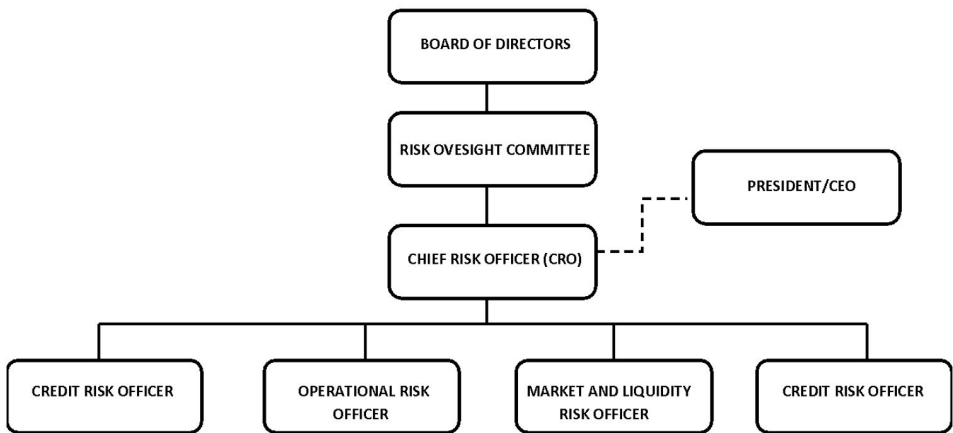 BOARD OF DIRECTORS
RISK OVESIGHT COMMITTEE
PRESIDENT/CEO
CHIEF RISK OFFICER (CRO)
CREDIT RISK OFFICER
OPERATIONAL RISK
OFFICER
MARKET AND LIQUIDITY
RISK OFFICER
CREDIT RISK OFFICER